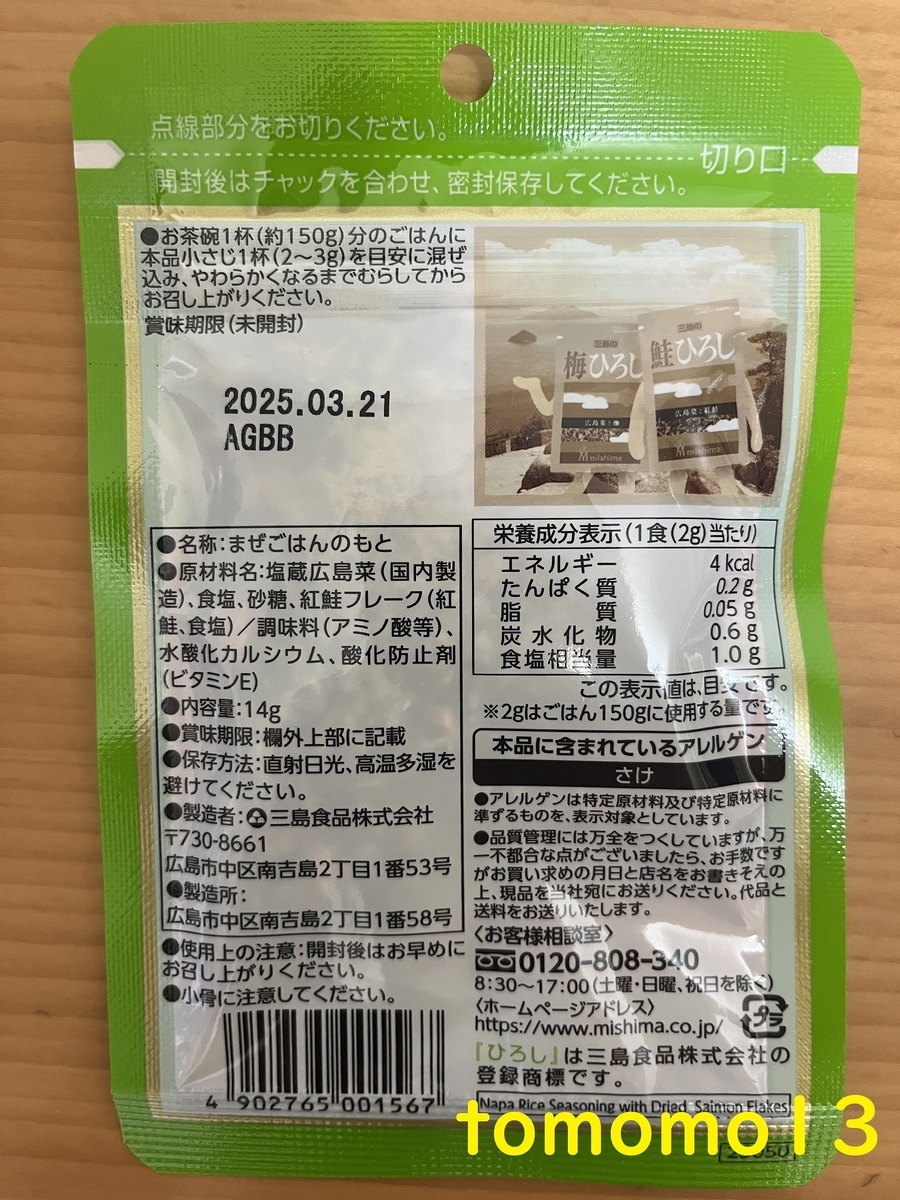 点線部分をお切りください。
切り口
開封後はチャックを合わせ、密封保存してください。
●お茶碗1杯(約150g)分のごはんに
本品小さじ1杯(2〜3g)を目安に混ぜ
込み、やわらかくなるまでむらしてから
お召し上がりください。
賞味期限(未開封)
2025.03.21
AGBB
三島の
梅ひろし
広島菜と梅
mishima
三島の
鮭ひろし
広島菜と紅鮭
mishima
●名称:まぜごはんのもと
●原材料名:塩蔵広島菜(国内製
造)、食塩、砂糖、紅鮭フレーク(紅
鮭、食塩)/調味料(アミノ酸等)、
水酸化カルシウム、酸化防止剤
(ビタミンE)
●内容量:14g
●賞味期限:欄外上部に記載
●保存方法:直射日光、高温多湿を
避けてください。
●製造者:三島食品株式会社
〒730-8661
広島市中区南吉島2丁目1番53号
●製造所:
広島市中区南吉島2丁目1番58号
●使用上の注意:開封後はお早めに
お召し上がりください。
●小骨に注意してください。
4 902765 001567
栄養成分表示(1食(2g)当たり)
エネルギー 4 kcal
たんぱく質 0.2 g
脂質 0.05 g
炭水化物 0.6 g
食塩相当量 1.0 g
この表示値は、目安です。
※2gはごはん150gに使用する量です。
本品に含まれているアレルゲン
さけ
●アレルゲンは特定原材料及び特定原材料に
準ずるものを、表示対象としています。
●品質管理には万全をつくしていますが、万
一不都合な点がございましたら、お手数です
がお買い求めの月日と店名をお書きそえの
上、現品を当社宛にお送りください。代品と
送料をお送りいたします。
〈お客様相談室〉
0120-808-340
8:30〜17:00(土曜・日曜、祝日を除く)
〈ホームページアドレス〉
https://www.mishima.co.jp/
プラ
『ひろし』は三島食品株式会社の
登録商標です。
Napa Rice Seasoning with Dried Salmon Flakes
tomomo13